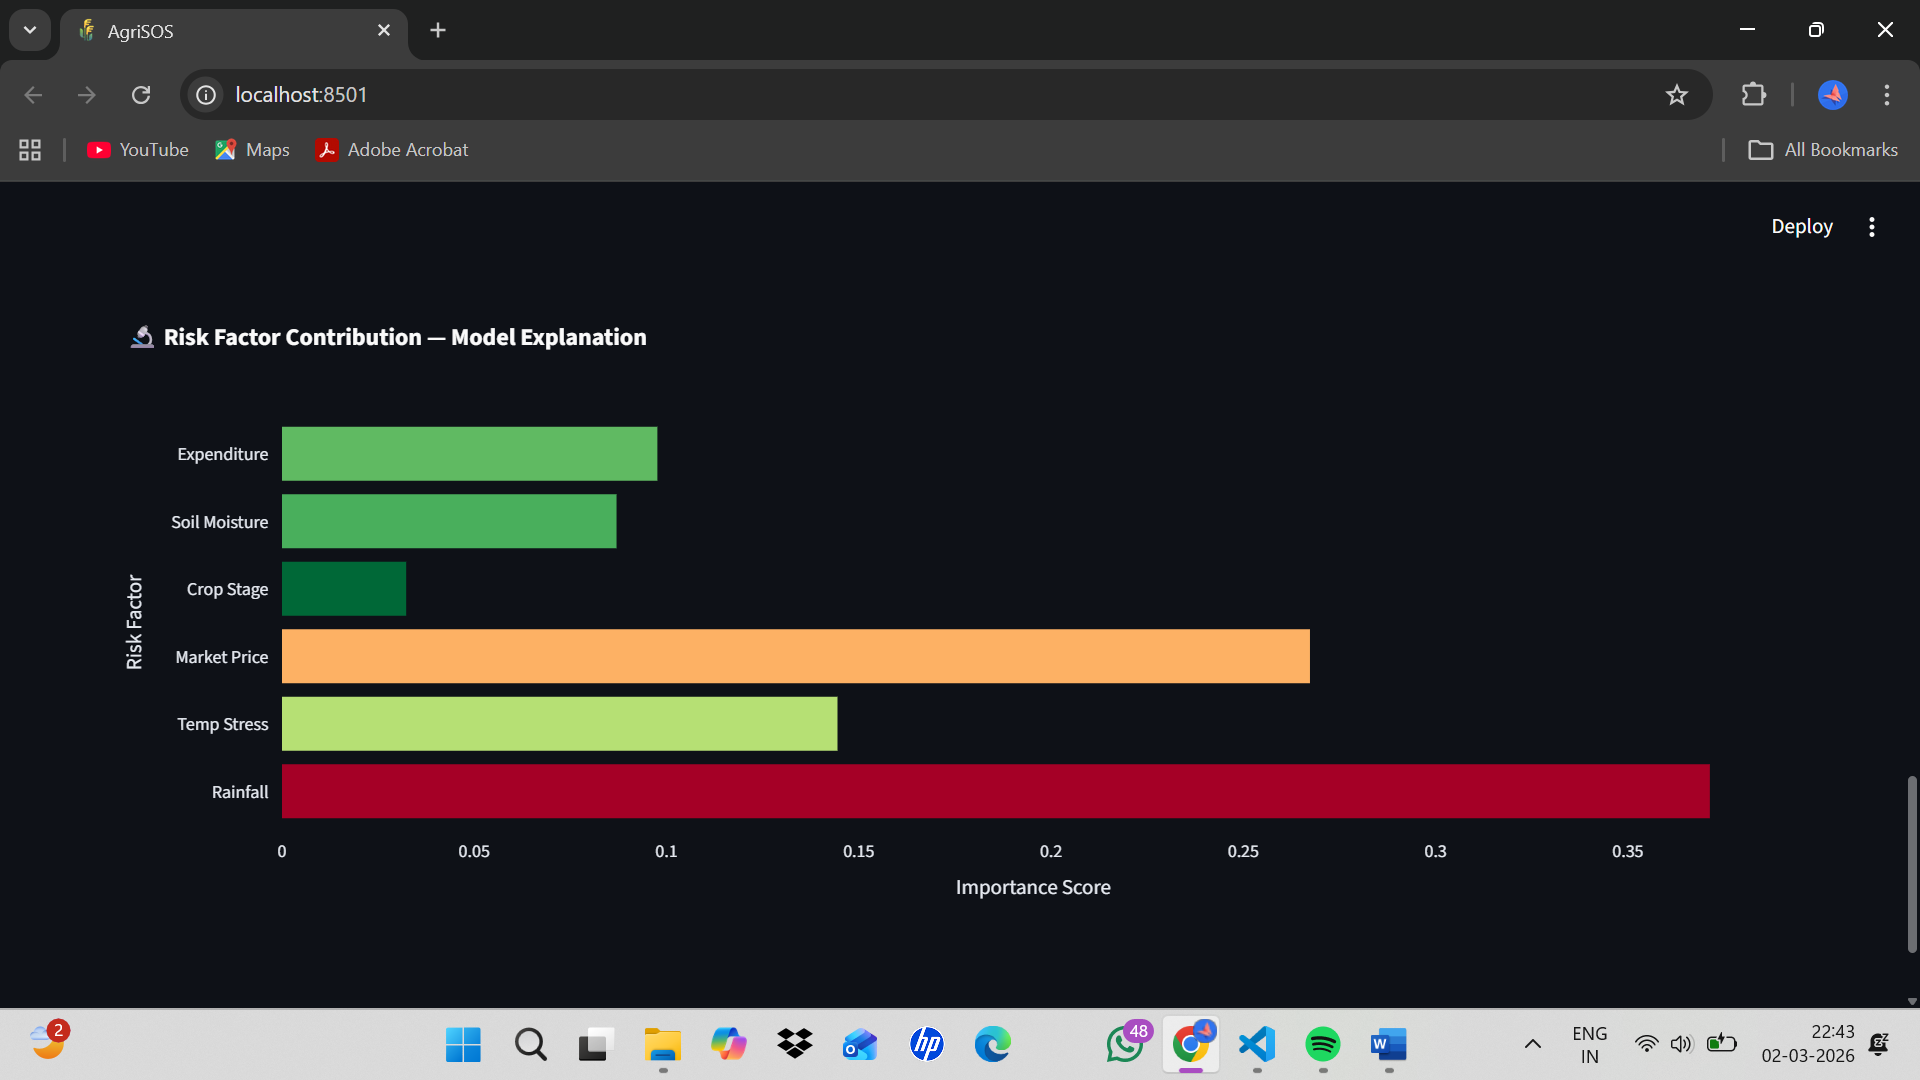 AgriSOS
localhost:8501
YouTube
Maps
Adobe Acrobat
All Bookmarks
Deploy
Risk Factor Contribution — Model Explanation
Risk Factor
Expenditure
Soil Moisture
Crop Stage
Market Price
Temp Stress
Rainfall
0 0.05 0.1 0.15 0.2 0.25 0.3 0.35
Importance Score
2
hp
48
W
ENG
IN
22:43
02-03-2026